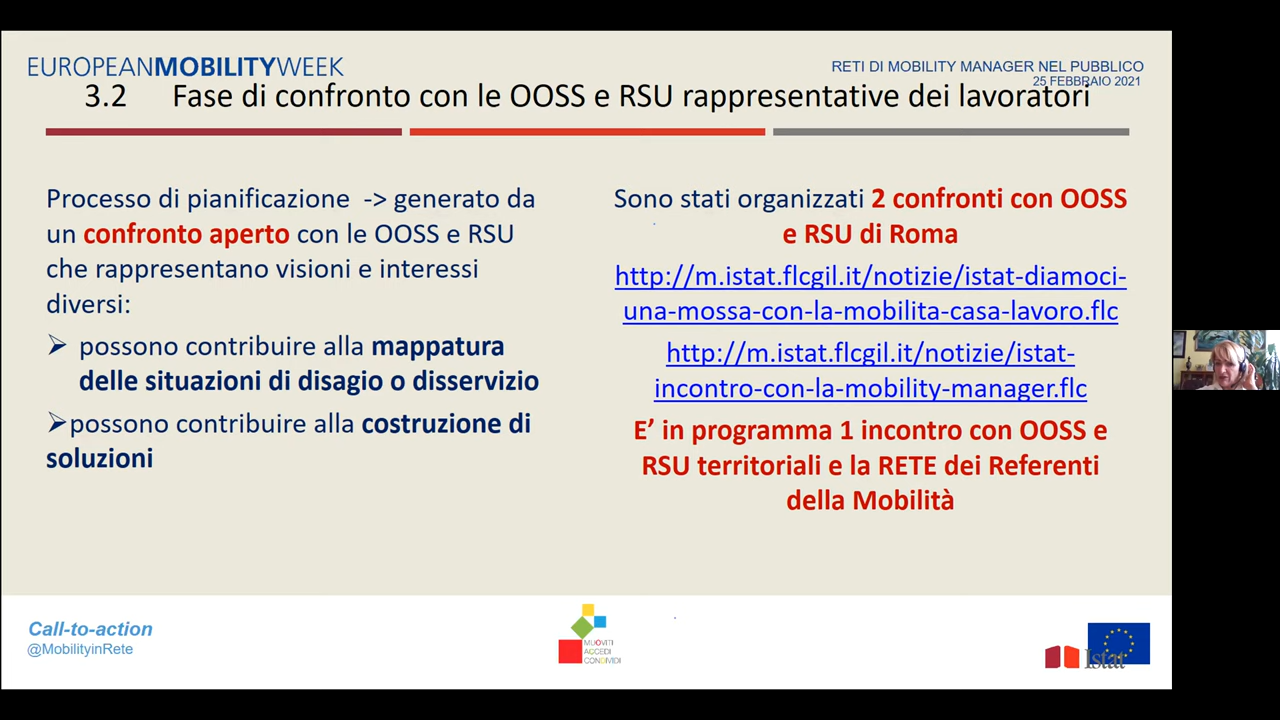 EUROPEANMOBILITYWEEK
RETI DI MOBILITY MANAGER NEL PUBBLICO
25 FEBBRAIO 2021
3.2 Fase di confronto con le OOSS e RSU rappresentative dei lavoratori
Processo di pianificazione -> generato da
un confronto aperto con le OOSS e RSU
che rappresentano visioni e interessi
diversi:
➢ possono contribuire alla mappatura
delle situazioni di disagio o disservizio
➢possono contribuire alla costruzione di
soluzioni
Sono stati organizzati 2 confronti con OOSS
e RSU di Roma
http://m.istat.flcgil.it/notizie/istat-diamoci-
una-mossa-con-la-mobilita-casa-lavoro.flc
http://m.istat.flcgil.it/notizie/istat-
incontro-con-la-mobility-manager.flc
E’ in programma 1 incontro con OOSS e
RSU territoriali e la RETE dei Referenti
della Mobilità
Call-to-action
@MobilityinRete
MUOVITI
ACCEDI
CONDIVIDI
Istat